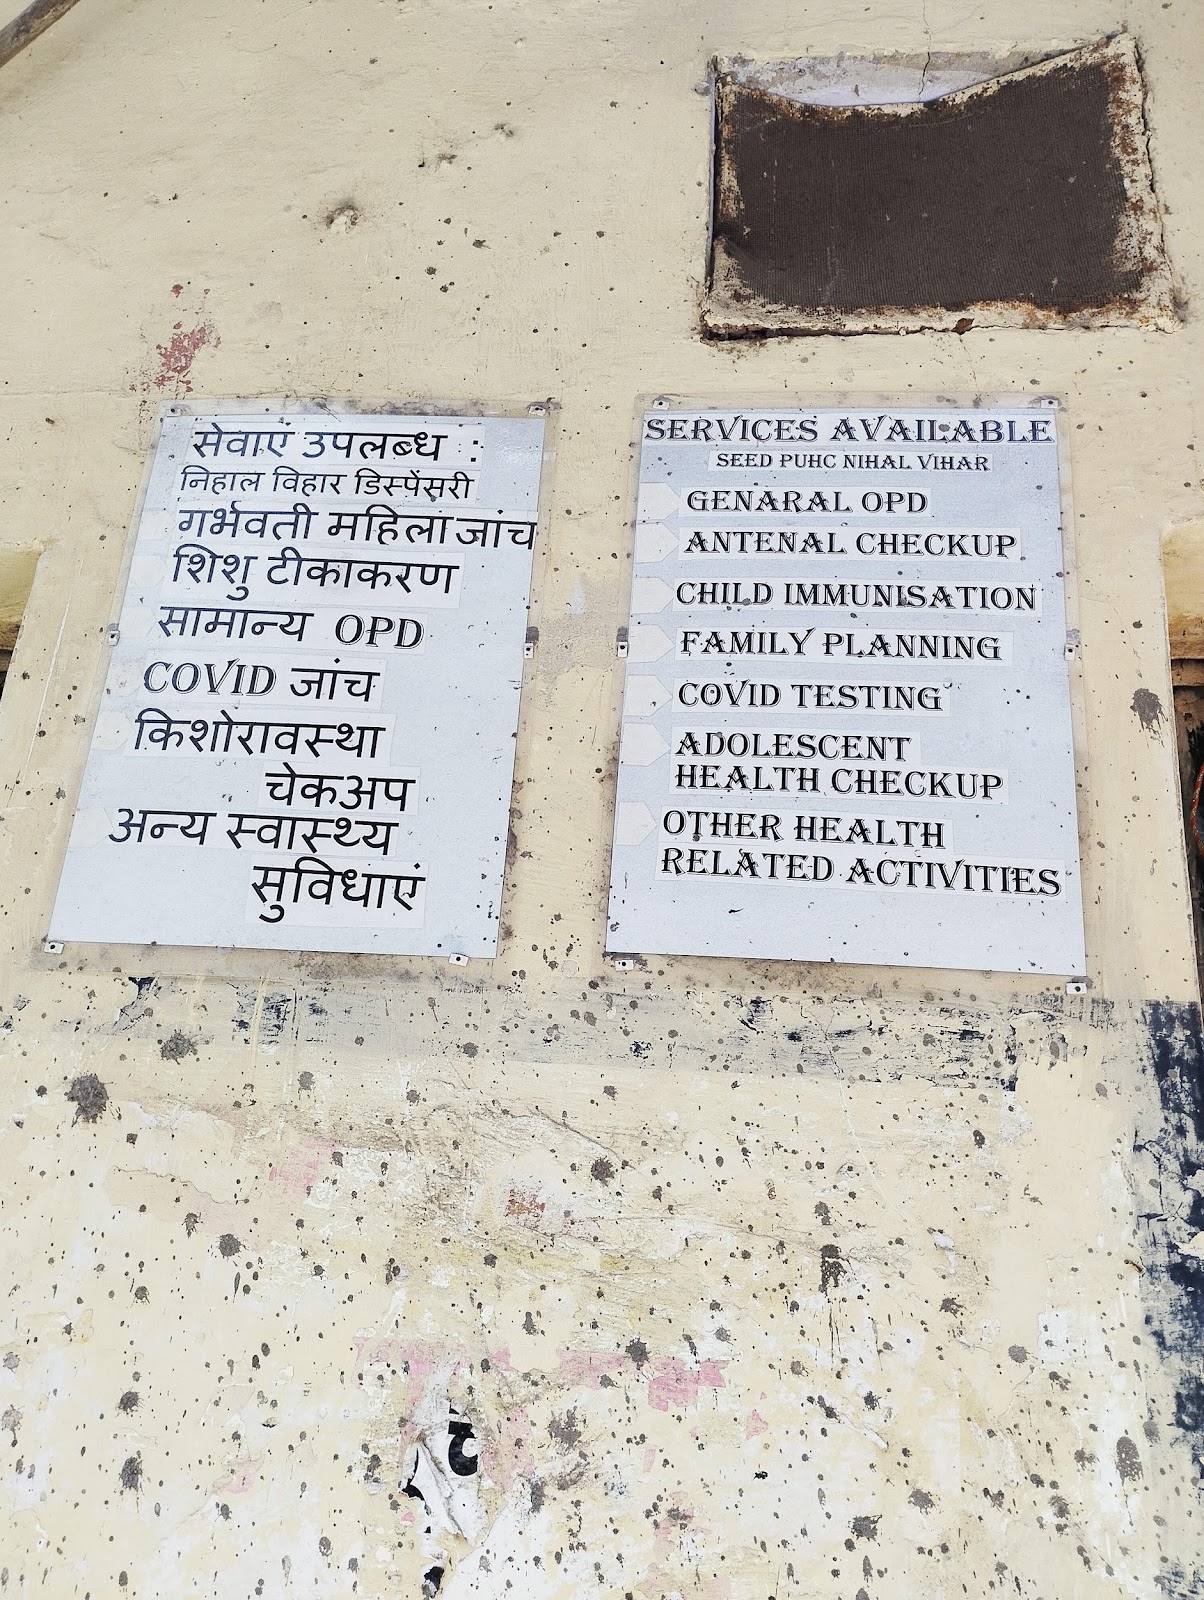 सेवाएं उपलब्ध :
निहाल विहार डिस्पेंसरी
गर्भवती महिला जांच
शिशु टीकाकरण
सामान्य OPD
COVID जांच
किशोरावस्था
चेकअप
अन्य स्वास्थ्य
सुविधाएं
SERVICES AVAILABLE
SEED PUHC NIHAL VIHAR
GENARAL OPD
ANTENAL CHECKUP
CHILD IMMUNISATION
FAMILY PLANNING
COVID TESTING
ADOLESCENT
HEALTH CHECKUP
OTHER HEALTH
RELATED ACTIVITIES